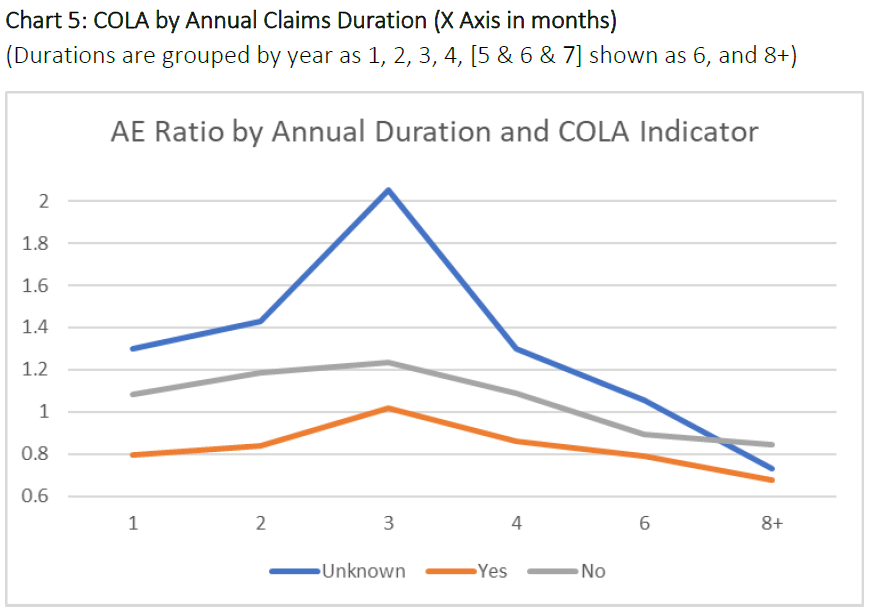 Chart 5: COLA by Annual Claims Duration (X Axis in months)
(Durations are grouped by year as 1, 2, 3, 4, [5 & 6 & 7] shown as 6, and 8+)
AE Ratio by Annual Duration and COLA Indicator
2
1.8
1.6
1.4
1.2
1
0.8
0.6
1 2 3 4 6 8+
Unknown Yes No